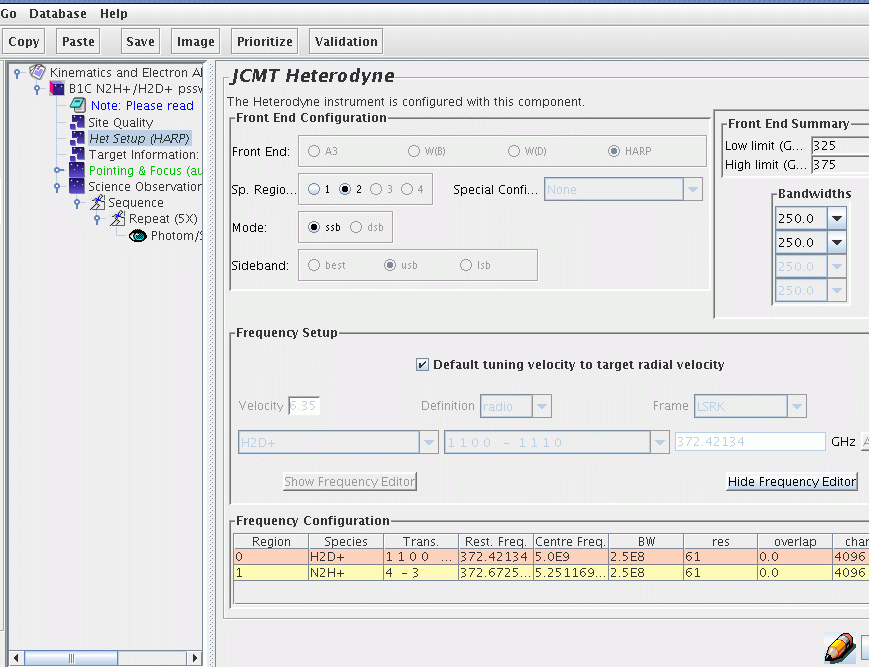 Go Database Help
Copy Paste Save Image Prioritize Validation
Kinematics and Electron Al
B1C N2H+/H2D+ pssw
Note: Please read
Site Quality
Het Setup (HARP)
Target Information:
Pointing & Focus (au
Science Observation
Sequence
Repeat (5X)
Photom/S
JCMT Heterodyne
The Heterodyne instrument is configured with this component.
Front End Configuration
Front End: A3 W(B) W(D) HARP
Sp. Regio... 1 2 3 4 Special Confi... None
Mode: ssb dsb
Sideband: best usb lsb
Front End Summary
Low limit (G... 325
High limit (G... 375
Bandwidths
250.0
250.0
250.0
250.0
Frequency Setup
Default tuning velocity to target radial velocity
Velocity 6.35 Definition radio Frame LSRK
H2D+ 1 1 0 0 - 1 1 1 0 372.42134 GHz
Show Frequency Editor Hide Frequency Editor
Frequency Configuration
Region Species Trans. Rest. Freq. Centre Freq. BW res overlap chan
0 H2D+ 1 1 0 0 ... 372.42134 5.0E9 2.5E8 61 0.0 4096
1 N2H+ 4 - 3 372.6725... 5.251169... 2.5E8 61 0.0 4096